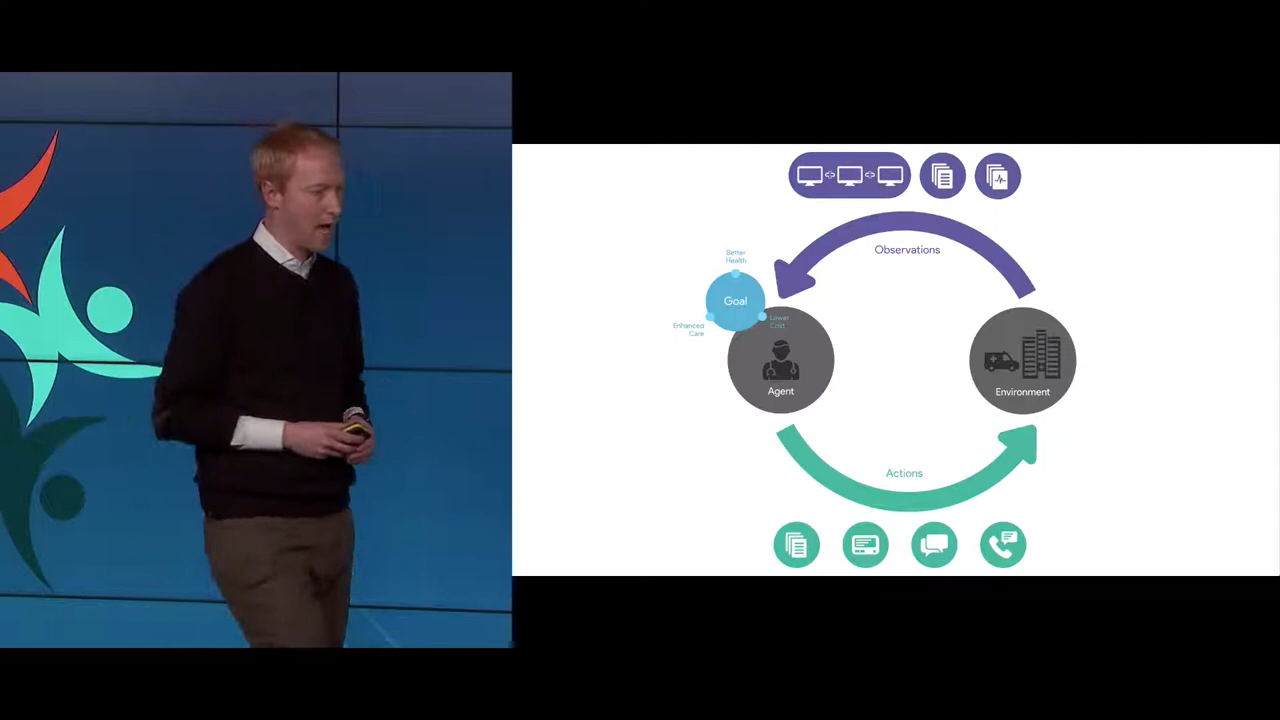 Observations
Better
Health
Goal
Enhanced
Care
Lower
Cost
Agent
Environment
Actions